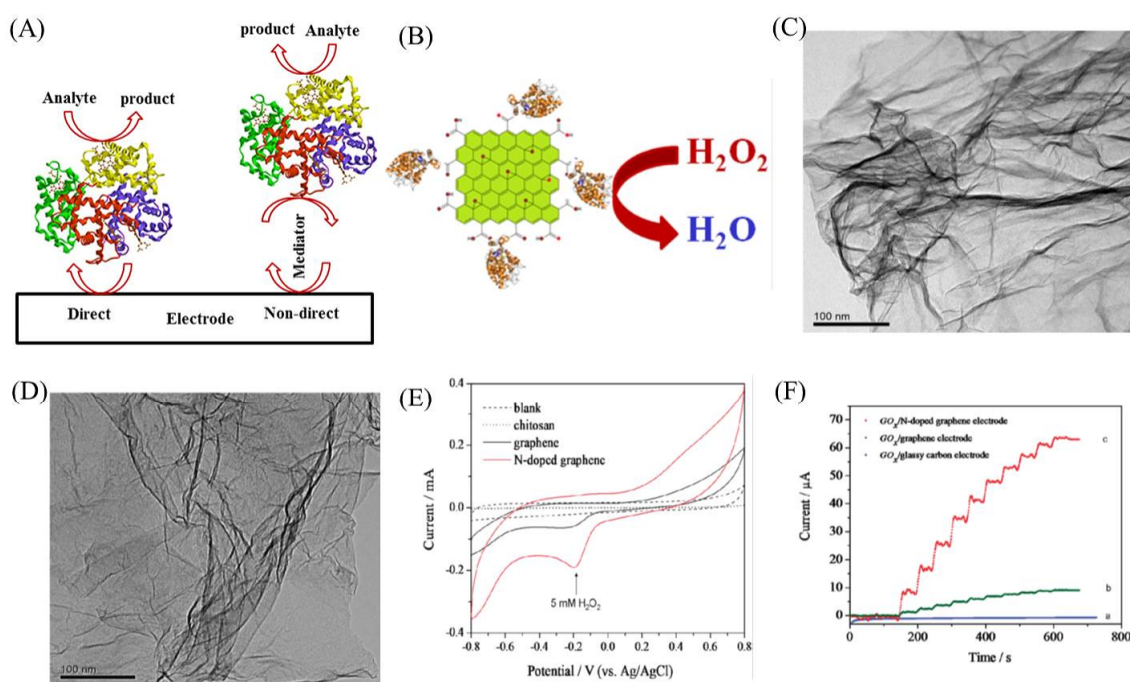 (A)
product Analyte
Analyte product
Mediator
Direct Electrode Non-direct
(B)
H₂O₂
H₂O
(C)
100 nm
(D)
100 nm
(E)
0.4
0.2
0.0
-0.2
-0.4
Current / mA
blank
chitosan
graphene
N-doped graphene
5 mM H₂O₂
-0.8 -0.6 -0.4 -0.2 0.0 0.2 0.4 0.6 0.8
Potential / V (vs. Ag/AgCl)
(F)
70
60
50
40
30
20
10
0
Current / µA
GOX/N-doped graphene electrode
GOX/graphene electrode
GOX/glassy carbon electrode
c
b
a
0 200 400 600 800
Time / s